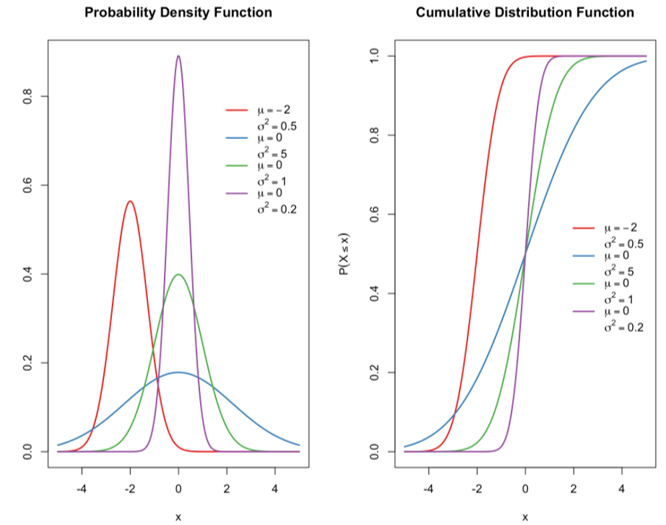 Probability Density Function
0.0
0.2
0.4
0.6
0.8
-4
-2
0
2
4
x
μ = −2
σ² = 0.5
μ = 0
σ² = 5
μ = 0
σ² = 1
μ = 0
σ² = 0.2
Cumulative Distribution Function
P(X ≤ x)
0.0
0.2
0.4
0.6
0.8
1.0
-4
-2
0
2
4
x
μ = −2
σ² = 0.5
μ = 0
σ² = 5
μ = 0
σ² = 1
μ = 0
σ² = 0.2